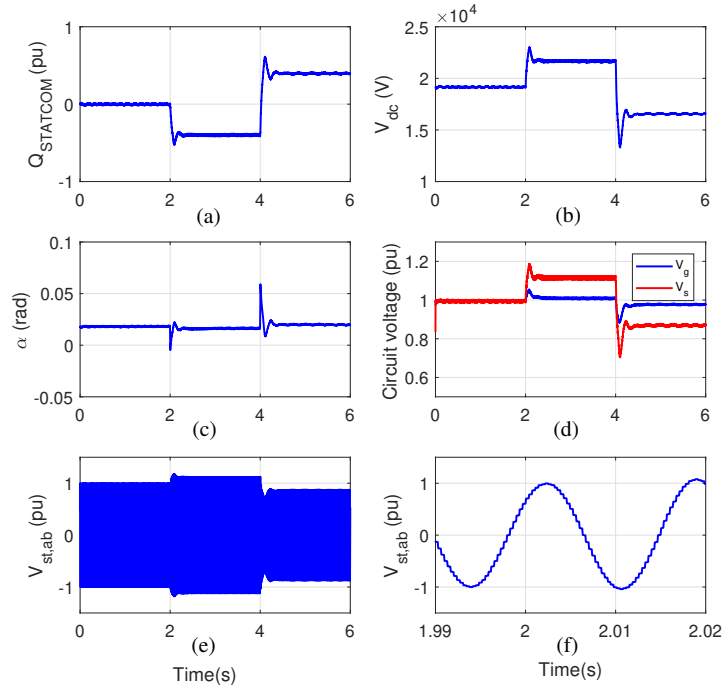 ×10⁴
1
0
-1
Q_STATCOM (pu)
0 2 4 6
(a)
2.5
2
1.5
1
V_dc (V)
0 2 4 6
(b)
0.1
0.05
0
-0.05
α (rad)
0 2 4 6
(c)
1.2
1
0.8
0.6
Circuit voltage (pu)
V_g
V_s
0 2 4 6
(d)
1
0
-1
V_st,ab (pu)
0 2 4 6
(e)
Time(s)
1
0
-1
V_st,ab (pu)
1.99 2 2.01 2.02
(f)
Time(s)